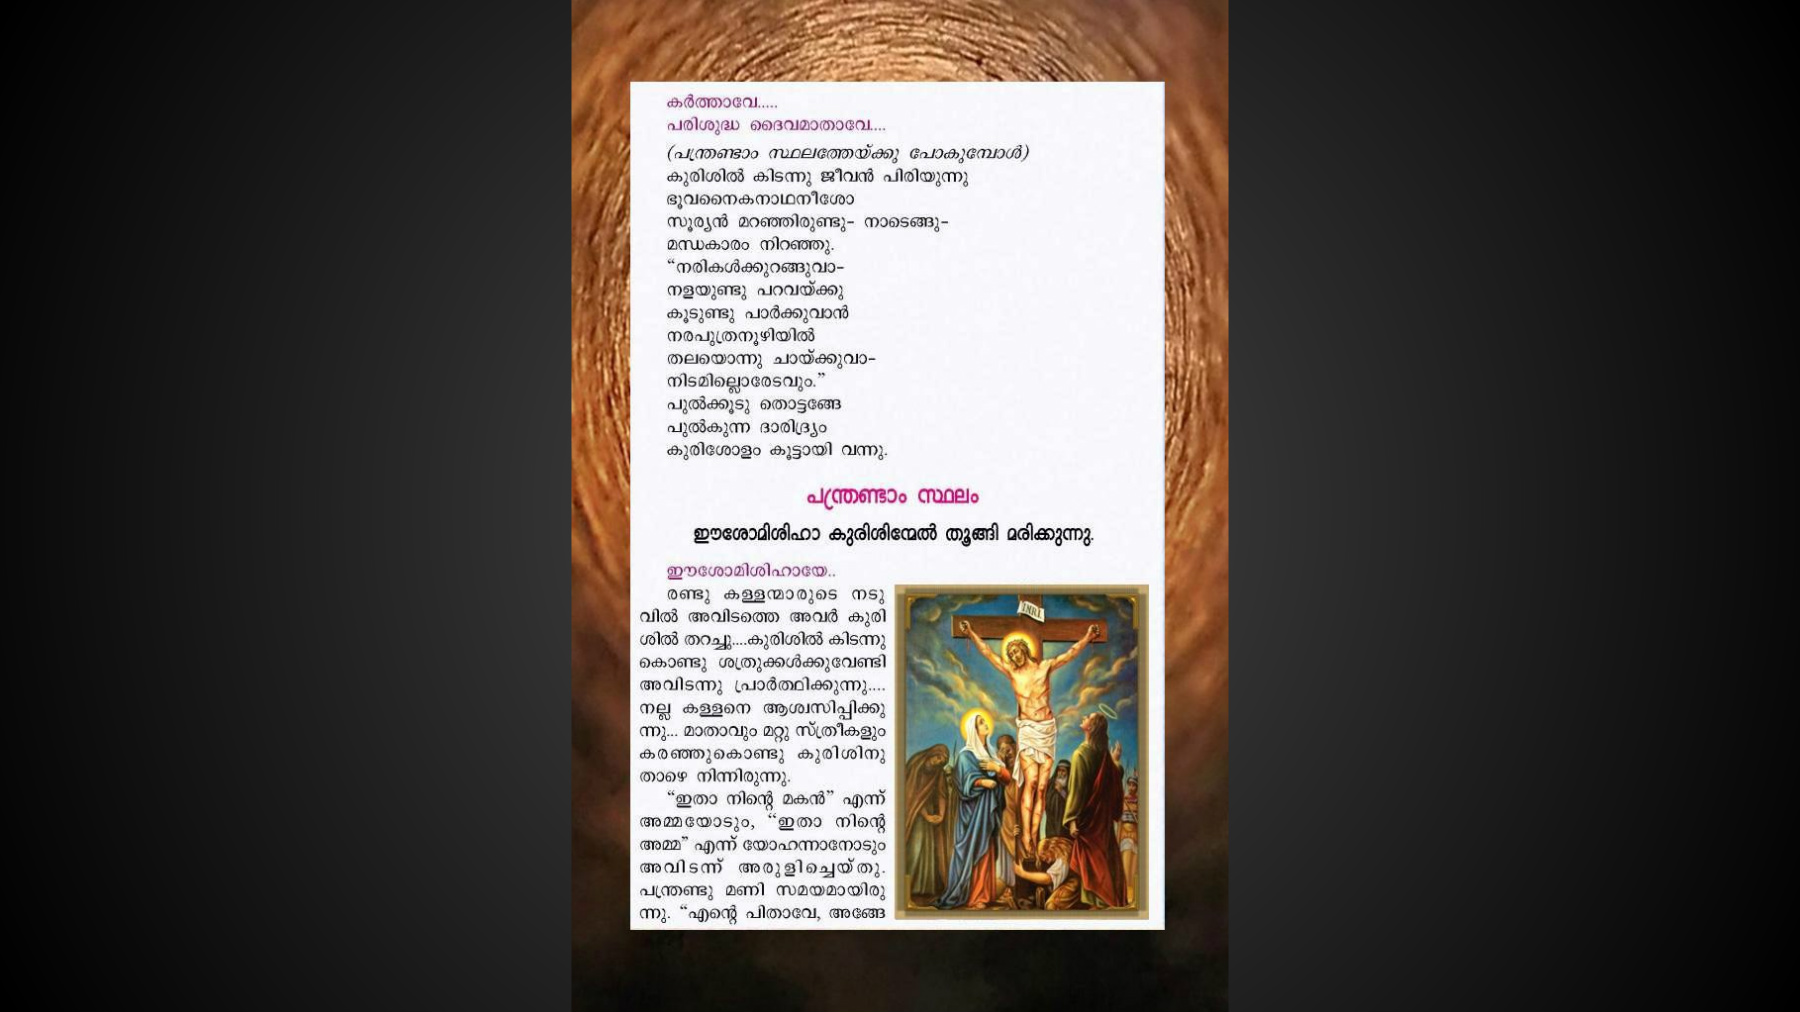 കർത്താവേ.....
പരിശുദ്ധ ദൈവമാതാവേ....
(പന്ത്രണ്ടാം സ്ഥലത്തേയ്ക്കു പോകുമ്പോൾ)
കുരിശിൽ കിടന്നു ജീവൻ പിരിയുന്നു
ഭൂവനൈകനാഥനീശോ
സൂര്യൻ മറഞ്ഞിരുണ്ടു- നാടെങ്ങു-
മന്ധകാരം നിറഞ്ഞു.
“നരികൾക്കുറങ്ങുവാ-
നളയുണ്ടു പറവയ്ക്കു
കൂടുണ്ടു പാർക്കുവാൻ
നരപുത്രനൂഴിയിൽ
തലയൊന്നു ചായ്ക്കുവാ-
നിടമില്ലൊരേടവും.”
പുൽക്കൂടു തൊട്ടങ്ങേ
പുൽകുന്ന ദാരിദ്ര്യം
കുരിശോളം കൂട്ടായി വന്നു.
പന്ത്രണ്ടാം സ്ഥലം
ഈശോമിശിഹാ കുരിശിന്മേൽ തൂങ്ങി മരിക്കുന്നു.
ഈശോമിശിഹായേ..
രണ്ടു കള്ളന്മാരുടെ നടു
വിൽ അവിടത്തെ അവർ കുരി
ശിൽ തറച്ചു....കുരിശിൽ കിടന്നു
കൊണ്ടു ശത്രുക്കൾക്കുവേണ്ടി
അവിടന്നു പ്രാർത്ഥിക്കുന്നു....
നല്ല കള്ളനെ ആശ്വസിപ്പിക്കു
ന്നു... മാതാവും മറ്റു സ്ത്രീകളും
കരഞ്ഞുകൊണ്ടു കുരിശിനു
താഴെ നിന്നിരുന്നു.
“ഇതാ നിന്റെ മകൻ” എന്ന്
അമ്മയോടും, “ഇതാ നിന്റെ
അമ്മ” എന്ന് യോഹന്നാനോടും
അവിടന്ന് അരുളിച്ചെയ്തു.
പന്ത്രണ്ടു മണി സമയമായിരു
ന്നു. “എന്റെ പിതാവേ, അങ്ങേ
INRI